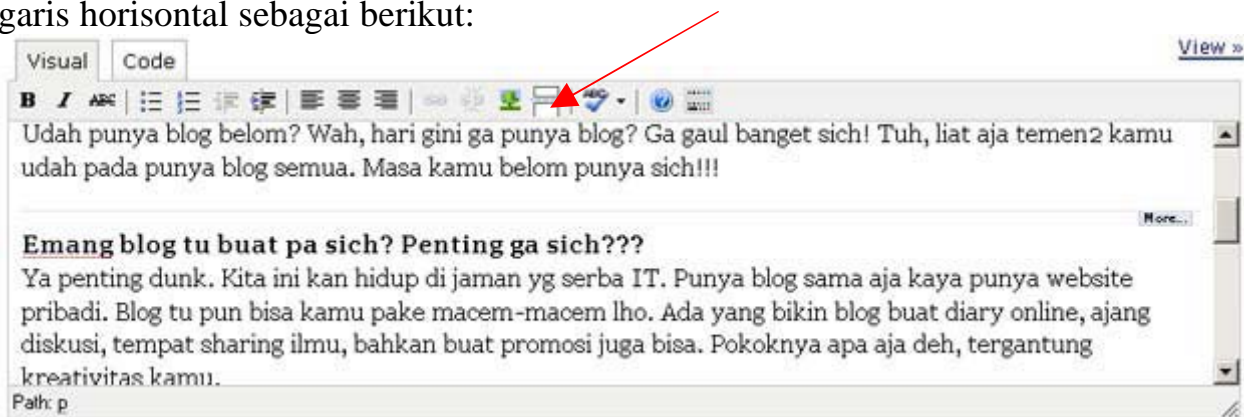 garis horisontal sebagai berikut:
View »
Visual Code
B I ABC ABC
Udah punya blog belom? Wah, hari gini ga punya blog? Ga gaul banget sich! Tuh, liat aja temen2 kamu
udah pada punya blog semua. Masa kamu belom punya sich!!!
More...
Emang blog tu buat pa sich? Penting ga sich???
Ya penting dunk. Kita ini kan hidup di jaman yg serba IT. Punya blog sama aja kaya punya website
pribadi. Blog tu pun bisa kamu pake macem-macem lho. Ada yang bikin blog buat diary online, ajang
diskusi, tempat sharing ilmu, bahkan buat promosi juga bisa. Pokoknya apa aja deh, tergantung
kreativitas kamu.
Path: p